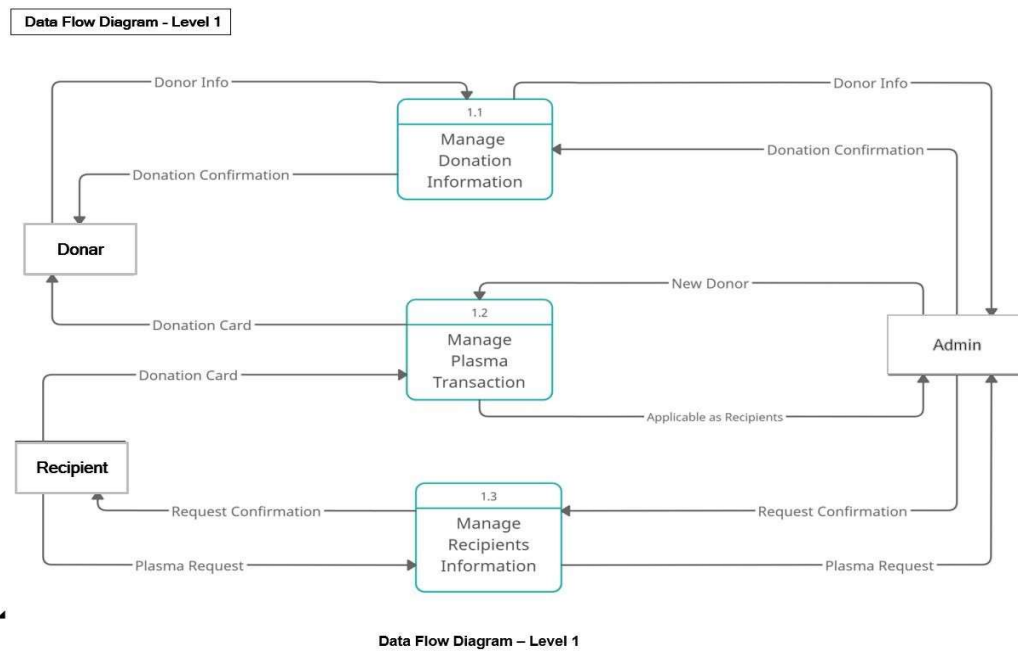 Data Flow Diagram - Level 1
Donor Info
Donor Info
1.1
Manage
Donation
Information
Donation Confirmation
Donation Confirmation
Donar
New Donor
1.2
Manage
Plasma
Transaction
Donation Card
Admin
Donation Card
Applicable as Recipients
Recipient
1.3
Manage
Recipients
Information
Request Confirmation
Request Confirmation
Plasma Request
Plasma Request
Data Flow Diagram – Level 1